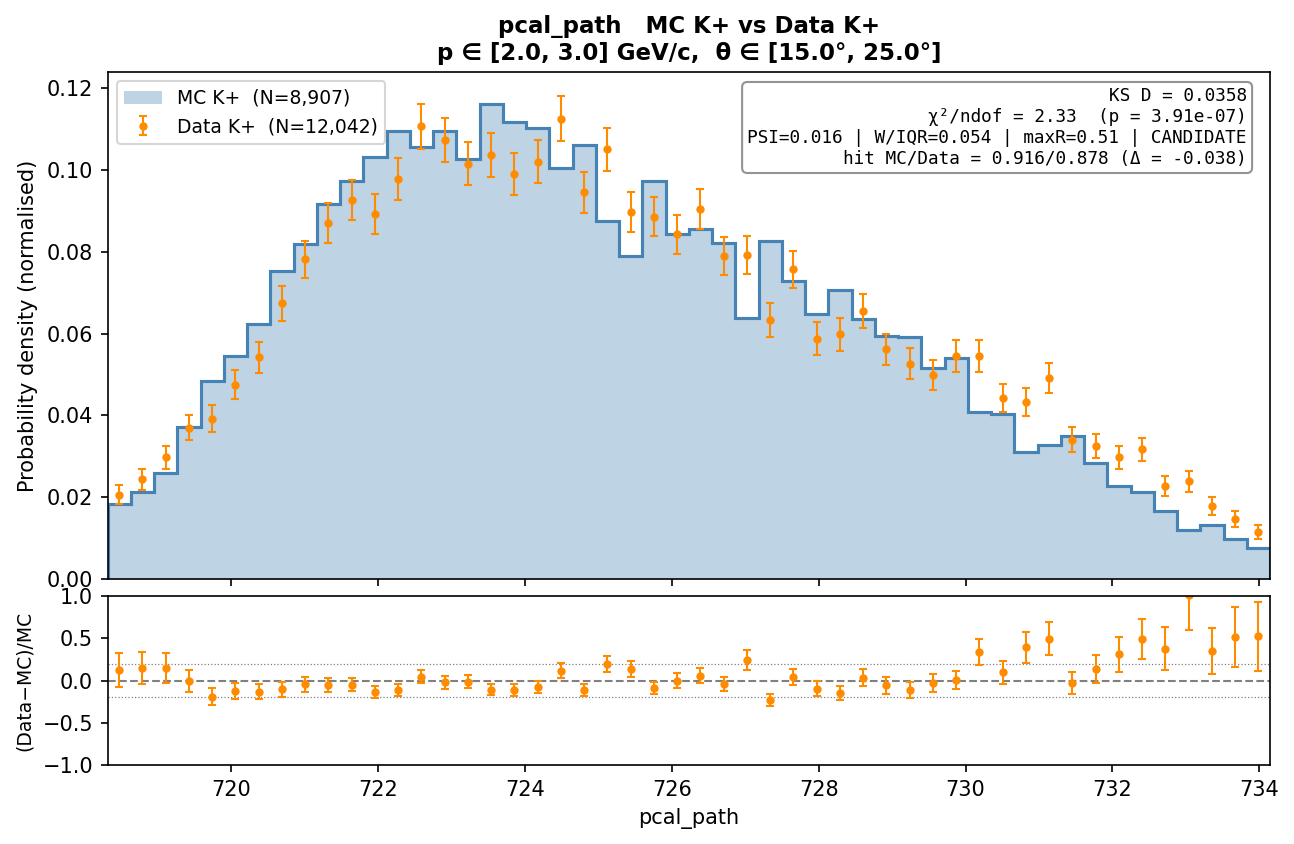 pcal_path   MC K+ vs Data K+
p ∈ [2.0, 3.0] GeV/c,  θ ∈ [15.0°, 25.0°]
MC K+  (N=8,907)
Data K+  (N=12,042)
KS D = 0.0358
χ²/ndof = 2.33  (p = 3.91e-07)
PSI=0.016 | W/IQR=0.054 | maxR=0.51 | CANDIDATE
hit MC/Data = 0.916/0.878 (Δ = -0.038)
Probability density (normalised)
0.12
0.10
0.08
0.06
0.04
0.02
0.00
(Data−MC)/MC
1.0
0.5
0.0
−0.5
−1.0
720 722 724 726 728 730 732 734
pcal_path